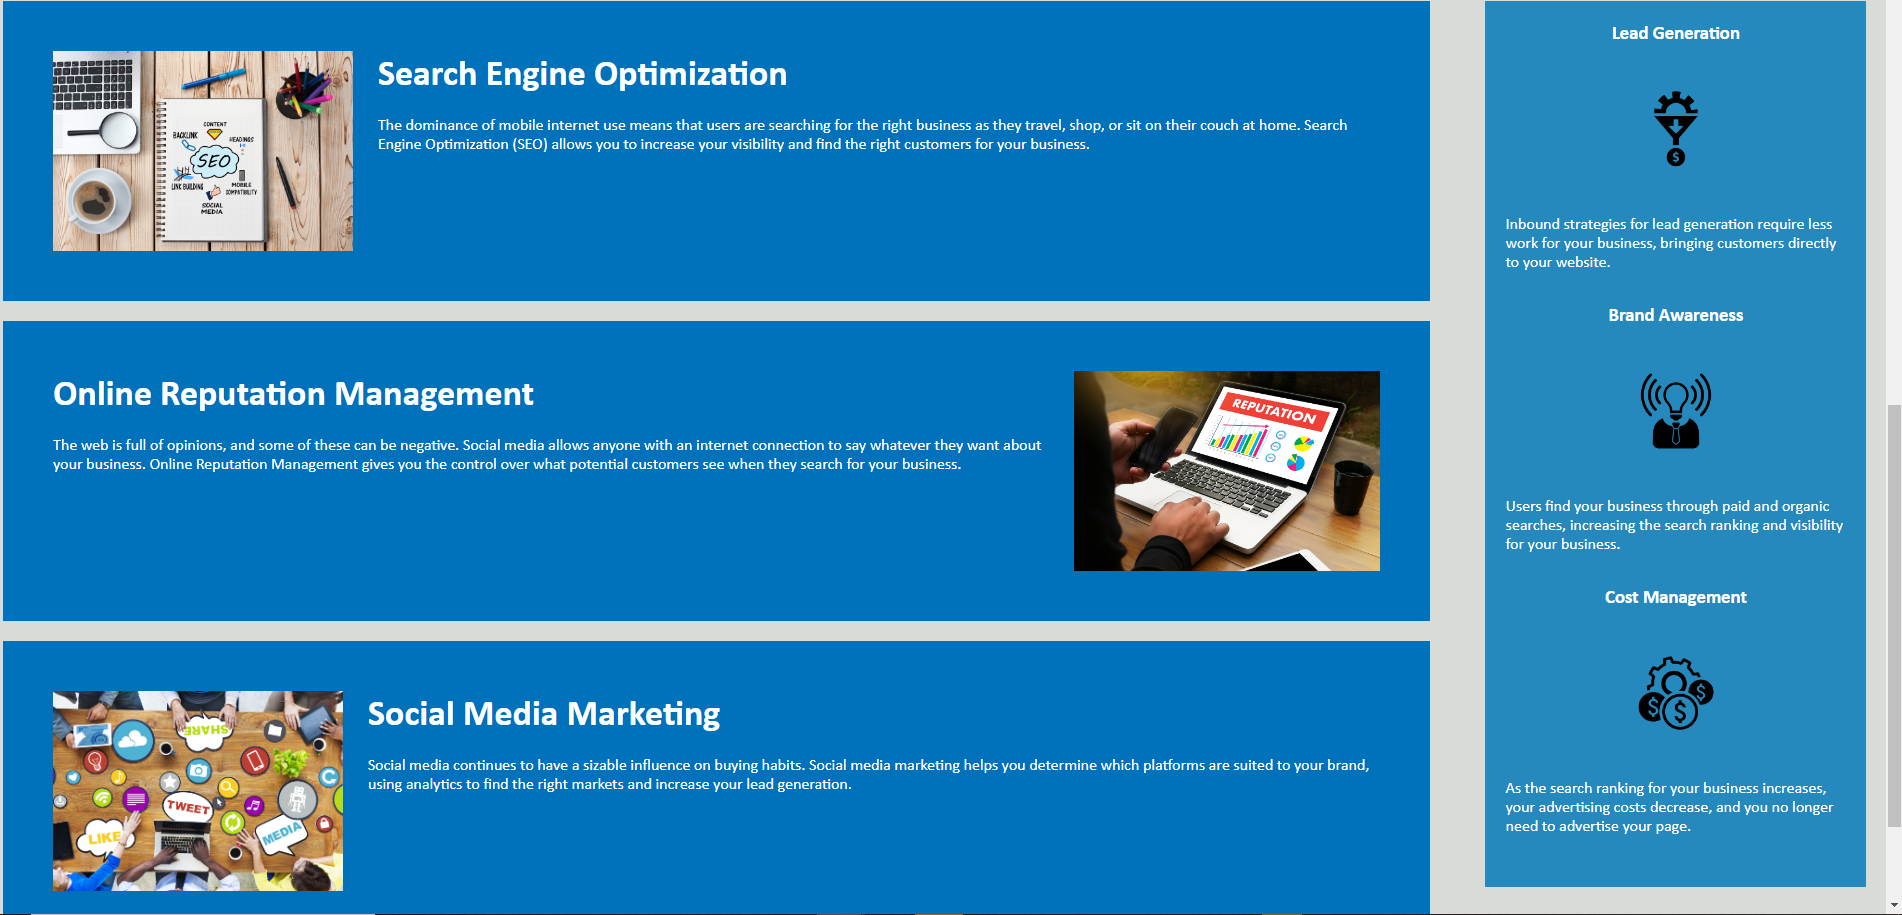 Search Engine Optimization
The dominance of mobile internet use means that users are searching for the right business as they travel, shop, or sit on their couch at home. Search
Engine Optimization (SEO) allows you to increase your visibility and find the right customers for your business.
CONTENT
BACKLINK
HEADINGS
SEO
LINK BUILDING
MOBILE
COMPATIBILITY
SOCIAL
MEDIA
Online Reputation Management
The web is full of opinions, and some of these can be negative. Social media allows anyone with an internet connection to say whatever they want about
your business. Online Reputation Management gives you the control over what potential customers see when they search for your business.
REPUTATION
Social Media Marketing
Social media continues to have a sizable influence on buying habits. Social media marketing helps you determine which platforms are suited to your brand,
using analytics to find the right markets and increase your lead generation.
SHARE
TWEET
LIKE
MEDIA
Lead Generation
$
Inbound strategies for lead generation require less
work for your business, bringing customers directly
to your website.
Brand Awareness
Users find your business through paid and organic
searches, increasing the search ranking and visibility
for your business.
Cost Management
$ $ $
As the search ranking for your business increases,
your advertising costs decrease, and you no longer
need to advertise your page.